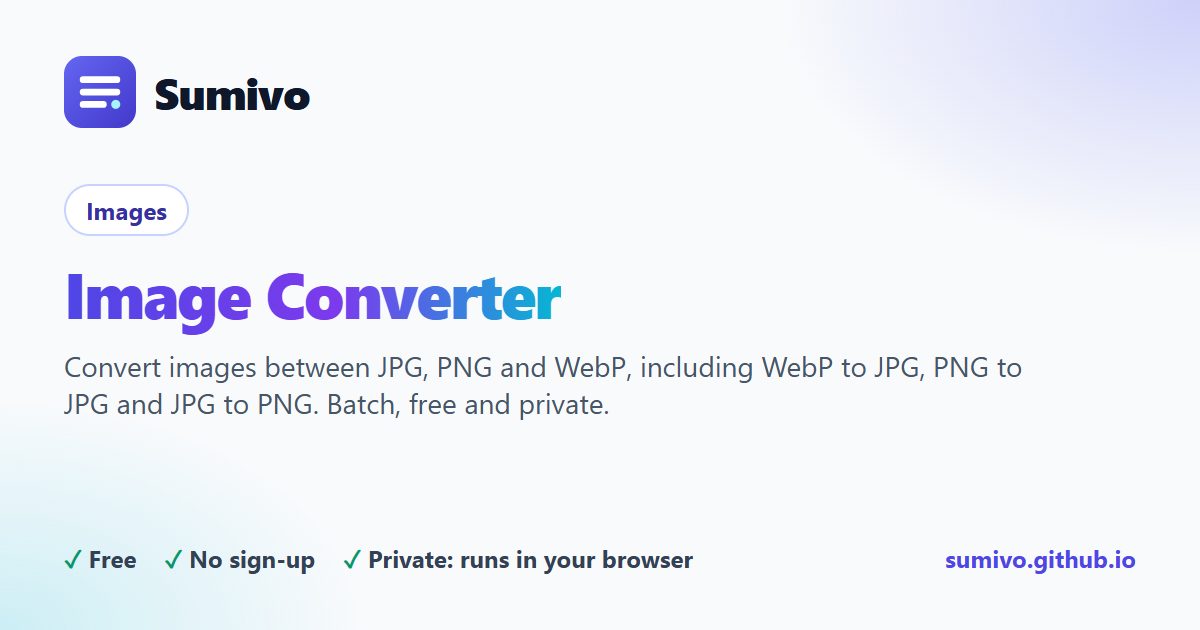 Sumivo
Images
Image Converter
Convert images between JPG, PNG and WebP, including WebP to JPG, PNG to
JPG and JPG to PNG. Batch, free and private.
✓ Free ✓ No sign-up ✓ Private: runs in your browser sumivo.github.io